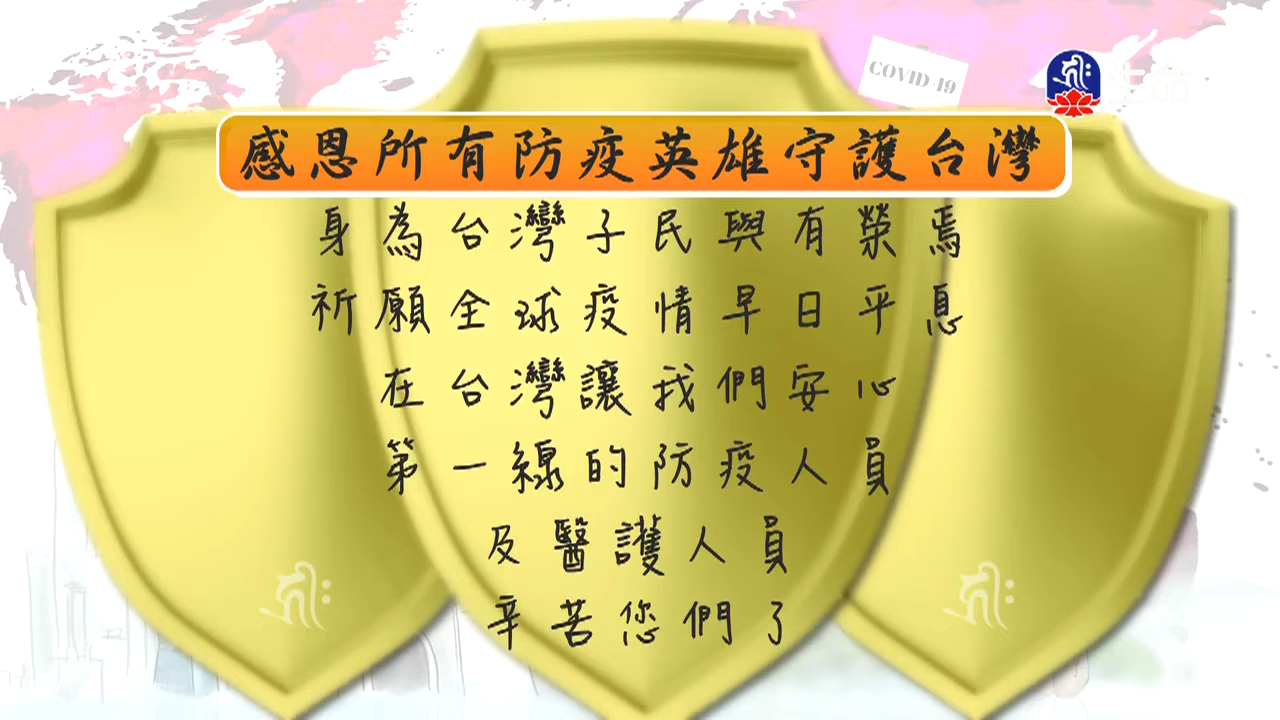 COVID-19
生命
感恩所有防疫英雄守護台灣
身為台灣子民與有榮焉
祈願全球疫情早日平息
在台灣讓我們安心
第一線的防疫人員
及醫護人員
辛苦您們了